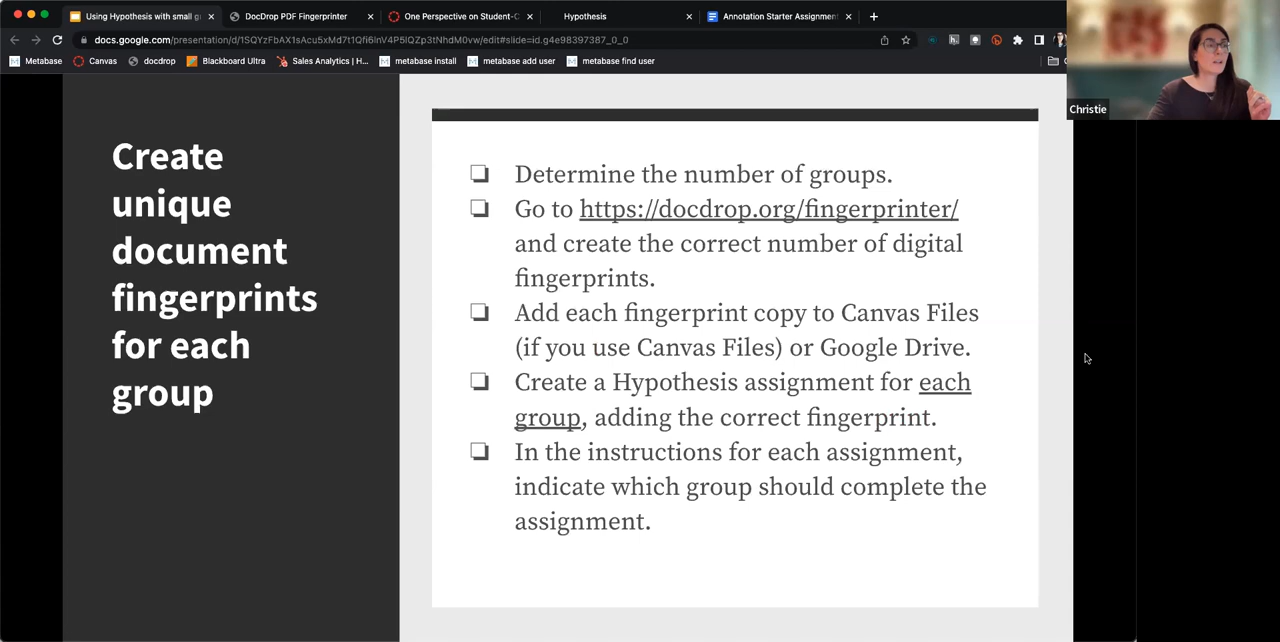 Using Hypothesis with small g
DocDrop PDF Fingerprinter
One Perspective on Student-C
Hypothesis
Annotation Starter Assignment
docs.google.com/presentation/d/1SQYzFbAX1sAcu5xMd7t1Qfi6lnV4P5lQZp3tNhdM0vw/edit#slide=id.g4e98397387_0_0
Metabase
Canvas
docdrop
Blackboard Ultra
Sales Analytics | H...
metabase install
metabase add user
metabase find user
Christie
Create
unique
document
fingerprints
for each
group
Determine the number of groups.
Go to https://docdrop.org/fingerprinter/
and create the correct number of digital
fingerprints.
Add each fingerprint copy to Canvas Files
(if you use Canvas Files) or Google Drive.
Create a Hypothesis assignment for each
group, adding the correct fingerprint.
In the instructions for each assignment,
indicate which group should complete the
assignment.